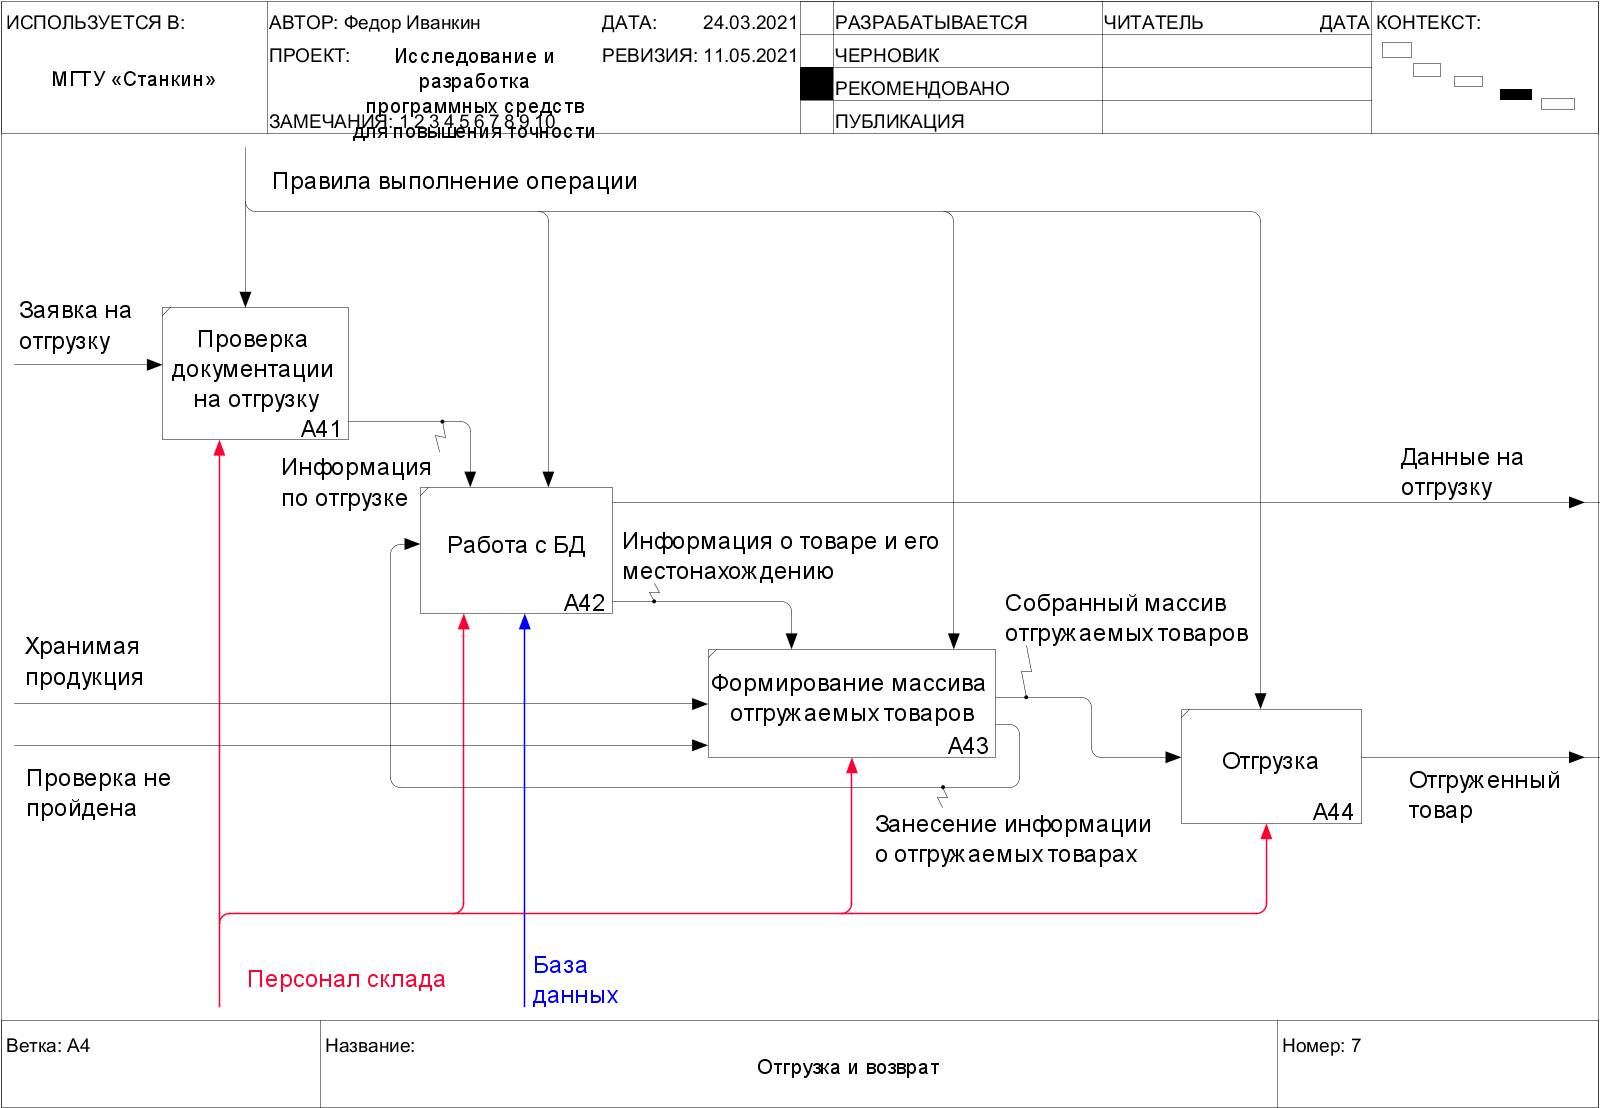 ИСПОЛЬЗУЕТСЯ В:
МГТУ «Станкин»
АВТОР: Федор Иванкин
ДАТА: 24.03.2021
ПРОЕКТ:
Исследование и
разработка
программных средств
для повышения точности
РЕВИЗИЯ: 11.05.2021
ЗАМЕЧАНИЯ: 1 2 3 4 5 6 7 8 9 10
РАЗРАБАТЫВАЕТСЯ
ЧЕРНОВИК
РЕКОМЕНДОВАНО
ПУБЛИКАЦИЯ
ЧИТАТЕЛЬ
ДАТА
КОНТЕКСТ:
Правила выполнение операции
Заявка на
отгрузку
Проверка
документации
на отгрузку
A41
Информация
по отгрузке
Данные на
отгрузку
Работа с БД
A42
Информация о товаре и его
местонахождению
Собранный массив
отгружаемых товаров
Хранимая
продукция
Формирование массива
отгружаемых товаров
A43
Отгрузка
A44
Проверка не
пройдена
Отгруженный
товар
Занесение информации
о отгружаемых товарах
Персонал склада
База
данных
Ветка: A4
Название:
Отгрузка и возврат
Номер: 7